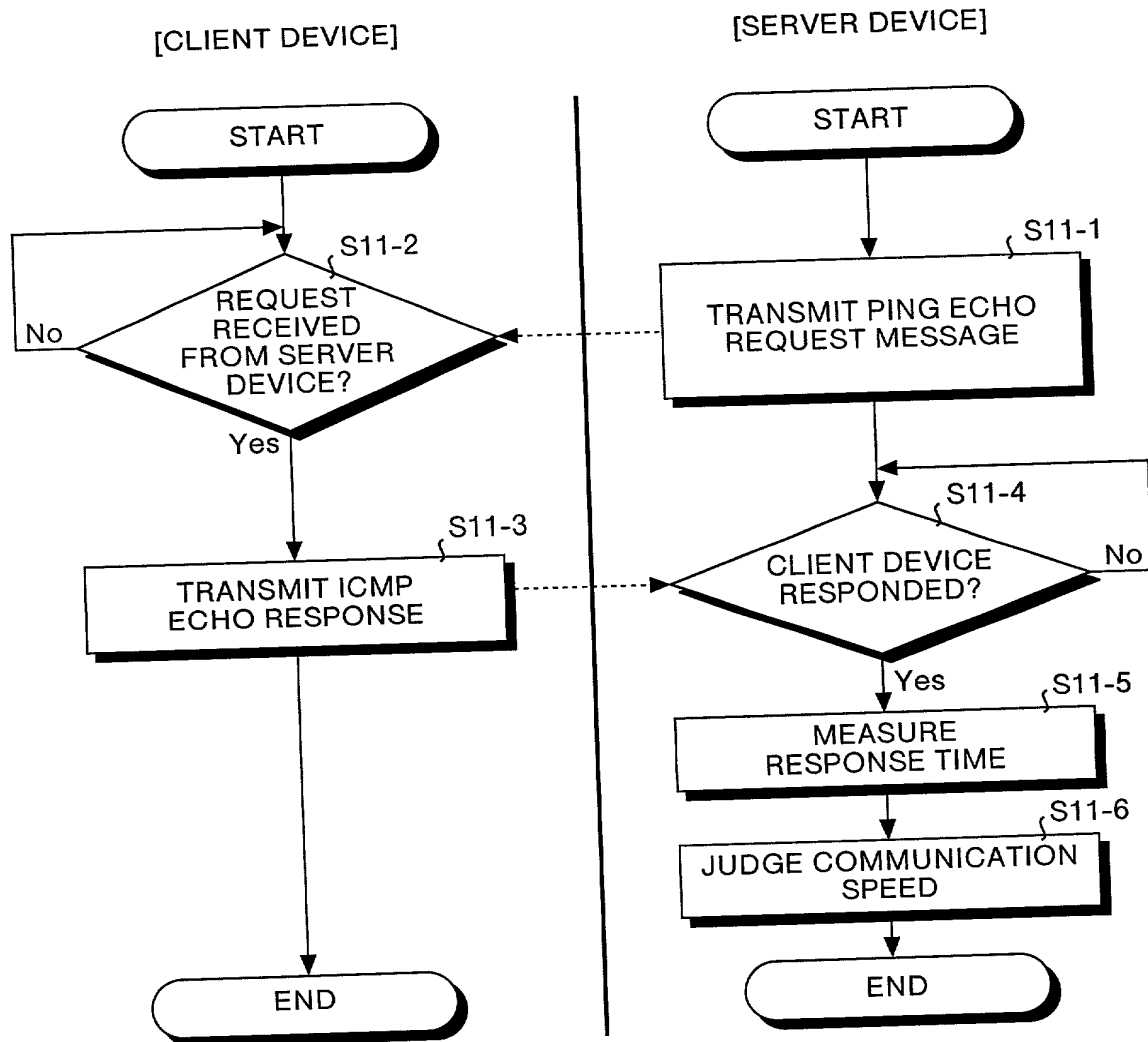 [CLIENT DEVICE]
START
S11-2
REQUEST
RECEIVED
FROM SERVER
DEVICE?
No
Yes
S11-3
TRANSMIT ICMP
ECHO RESPONSE
END
[SERVER DEVICE]
START
S11-1
TRANSMIT PING ECHO
REQUEST MESSAGE
S11-4
CLIENT DEVICE
RESPONDED?
No
Yes
S11-5
MEASURE
RESPONSE TIME
S11-6
JUDGE COMMUNICATION
SPEED
END